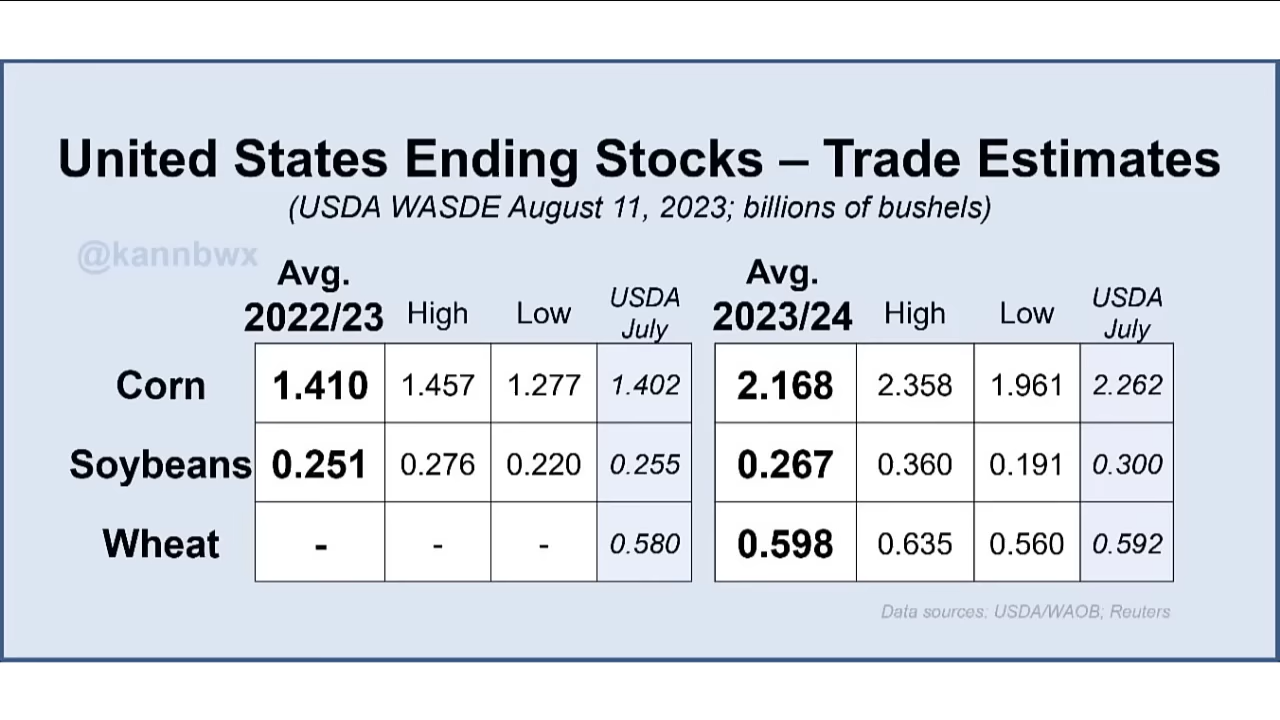 United States Ending Stocks – Trade Estimates
(USDA WASDE August 11, 2023; billions of bushels)
@kannbwx
Avg. 2022/23 High Low USDA July Avg. 2023/24 High Low USDA July
Corn 1.410 1.457 1.277 1.402 2.168 2.358 1.961 2.262
Soybeans 0.251 0.276 0.220 0.255 0.267 0.360 0.191 0.300
Wheat - - - 0.580 0.598 0.635 0.560 0.592
Data sources: USDA/WAOB; Reuters